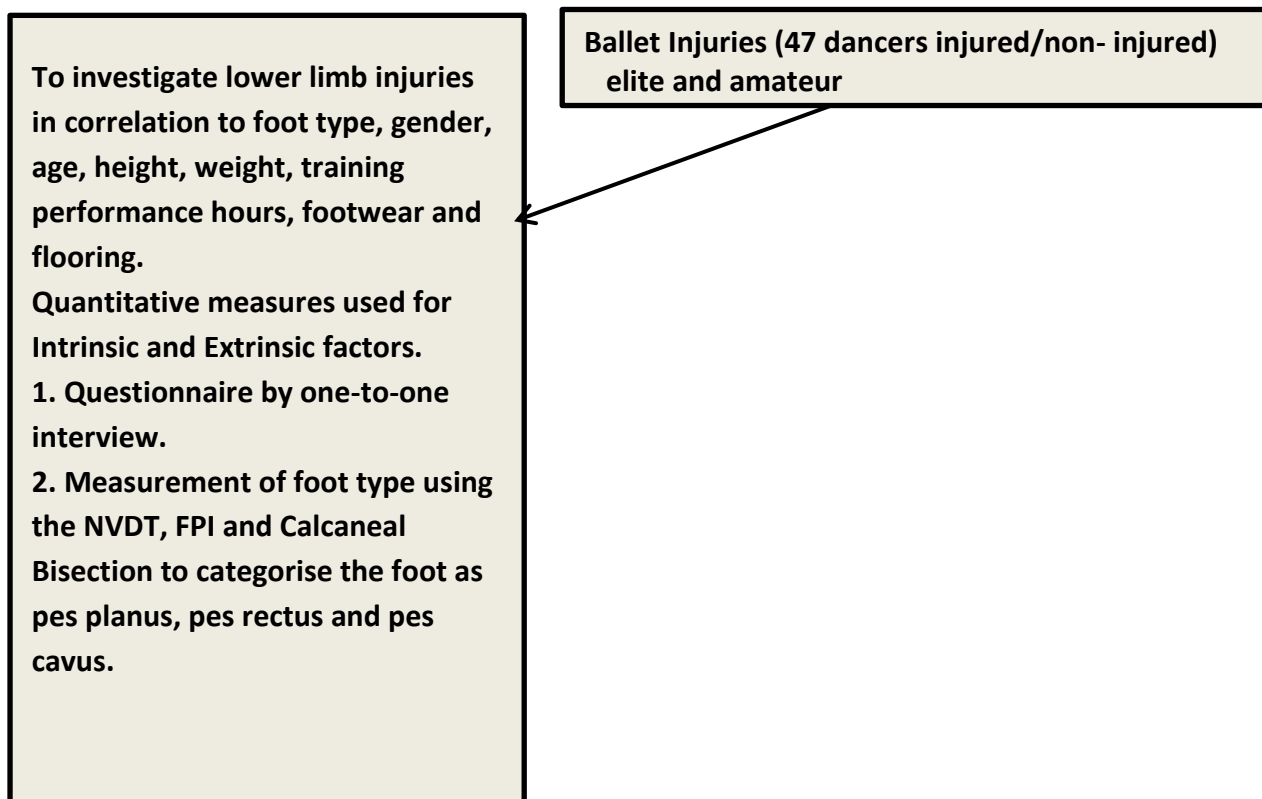 Ballet Injuries (47 dancers injured/non- injured)
elite and amateur
To investigate lower limb injuries
in correlation to foot type, gender,
age, height, weight, training
performance hours, footwear and
flooring.
Quantitative measures used for
Intrinsic and Extrinsic factors.
1. Questionnaire by one-to-one
interview.
2. Measurement of foot type using
the NVDT, FPI and Calcaneal
Bisection to categorise the foot as
pes planus, pes rectus and pes
cavus.